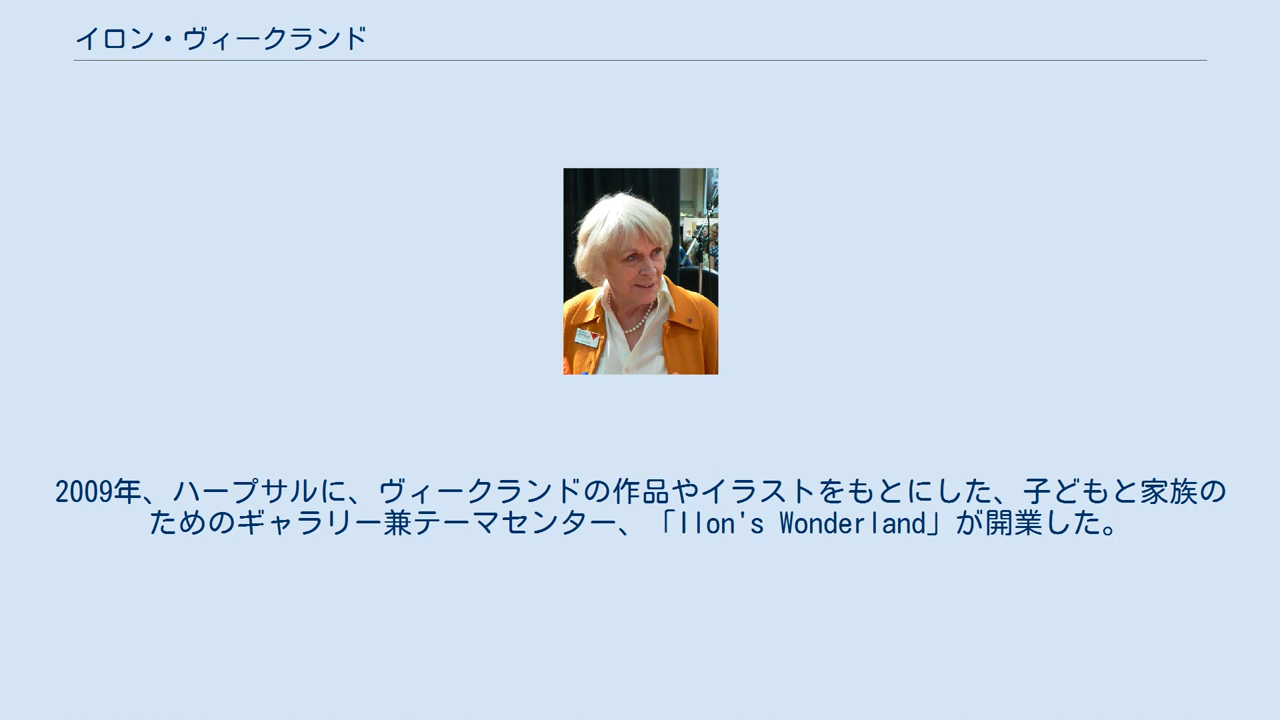 イロン・ヴィークランド
2009年、ハープサルに、ヴィークランドの作品やイラストをもとにした、子どもと家族の
ためのギャラリー兼テーマセンター、「Ilon's Wonderland」が開業した。